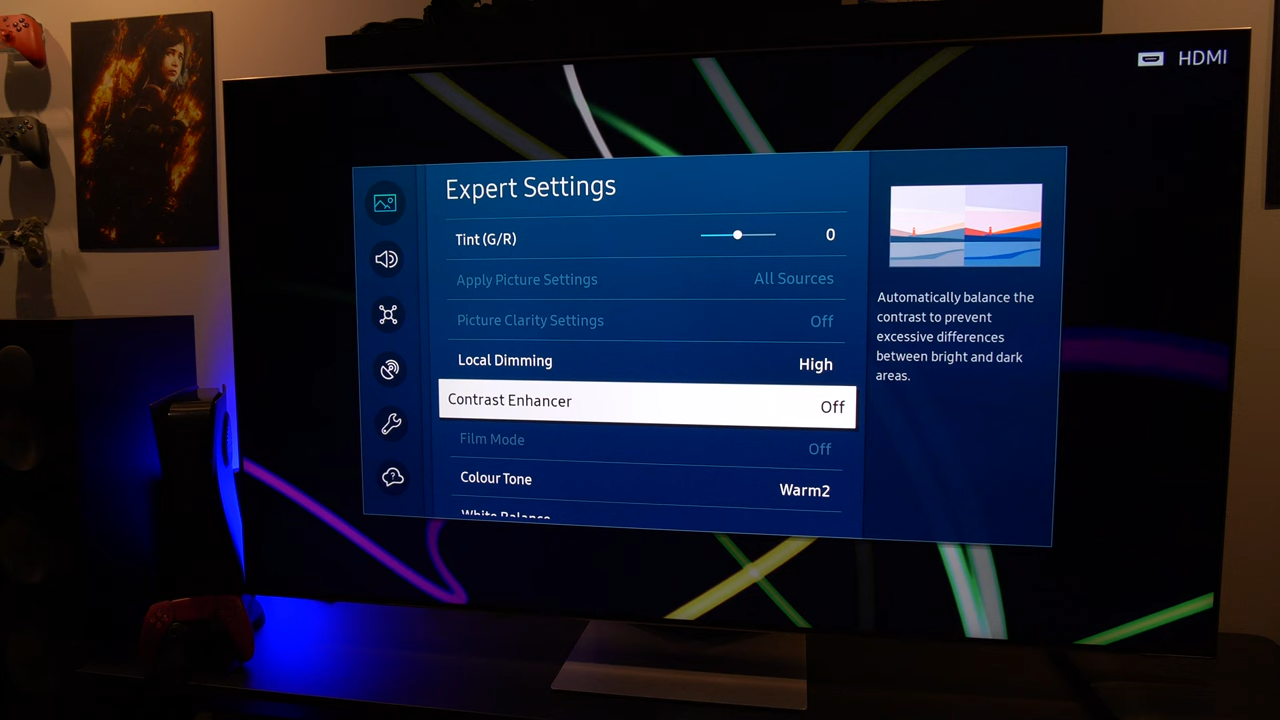 HDMI
Expert Settings
Tint (G/R) 0
Apply Picture Settings All Sources
Picture Clarity Settings Off
Local Dimming High
Contrast Enhancer Off
Film Mode Off
Colour Tone Warm2
White Balance
Automatically balance the
contrast to prevent
excessive differences
between bright and dark
areas.